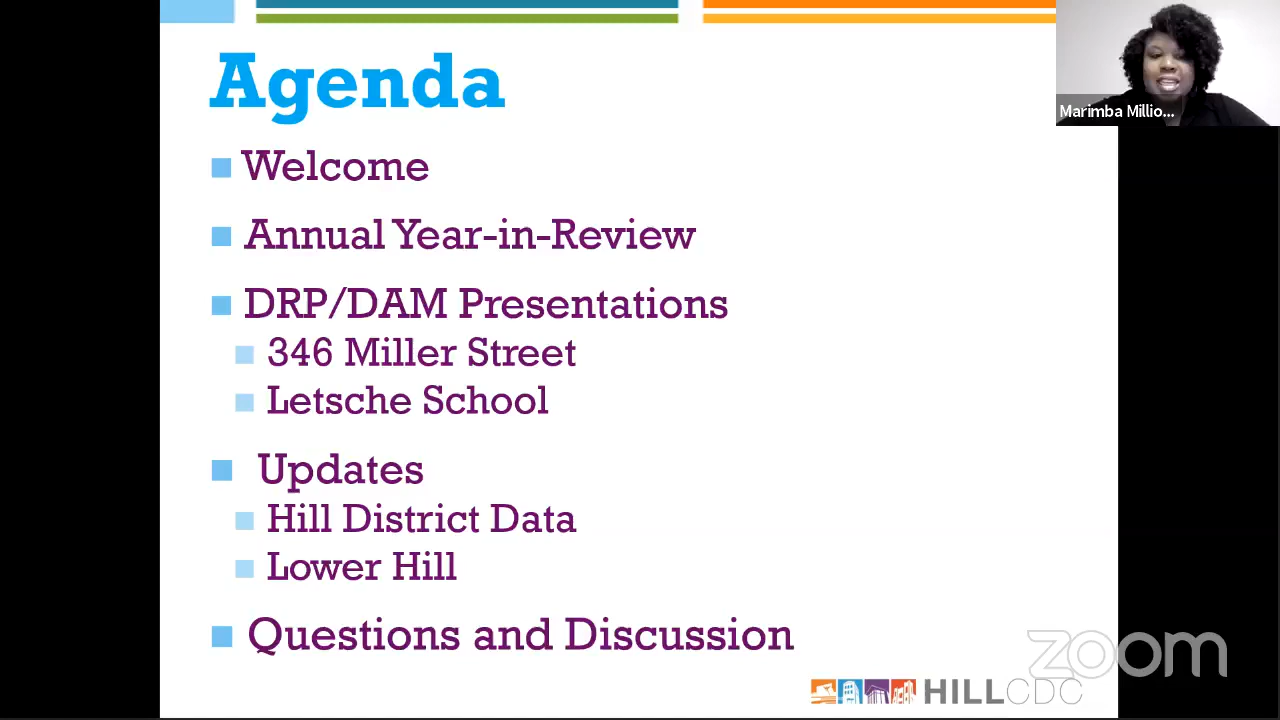 Agenda
Marimba Millio...
Welcome
Annual Year-in-Review
DRP/DAM Presentations
346 Miller Street
Letsche School
Updates
Hill District Data
Lower Hill
Questions and Discussion
zoom
HILLCDC